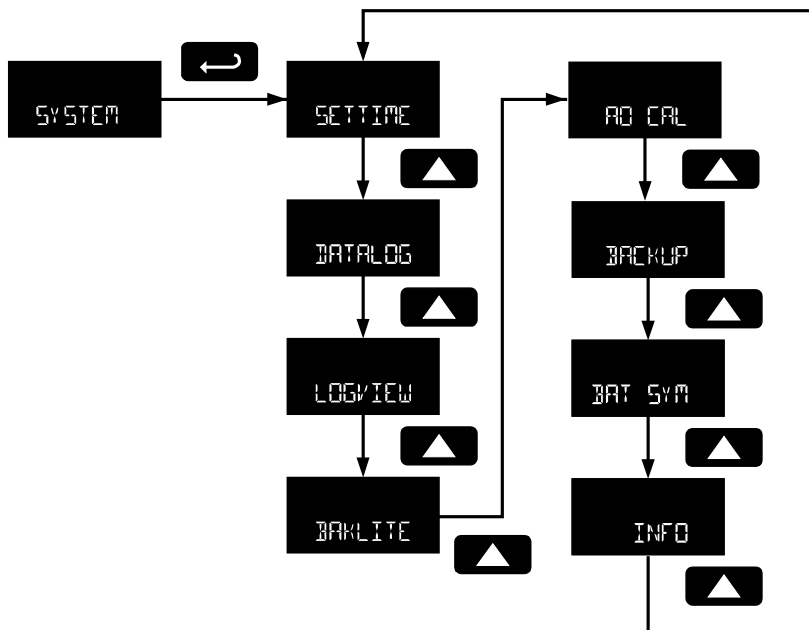 SYSTEM
SETTIME
DATALOG
LOGVIEW
BAKLITE
AO CAL
BACKUP
BAT SYM
INFO